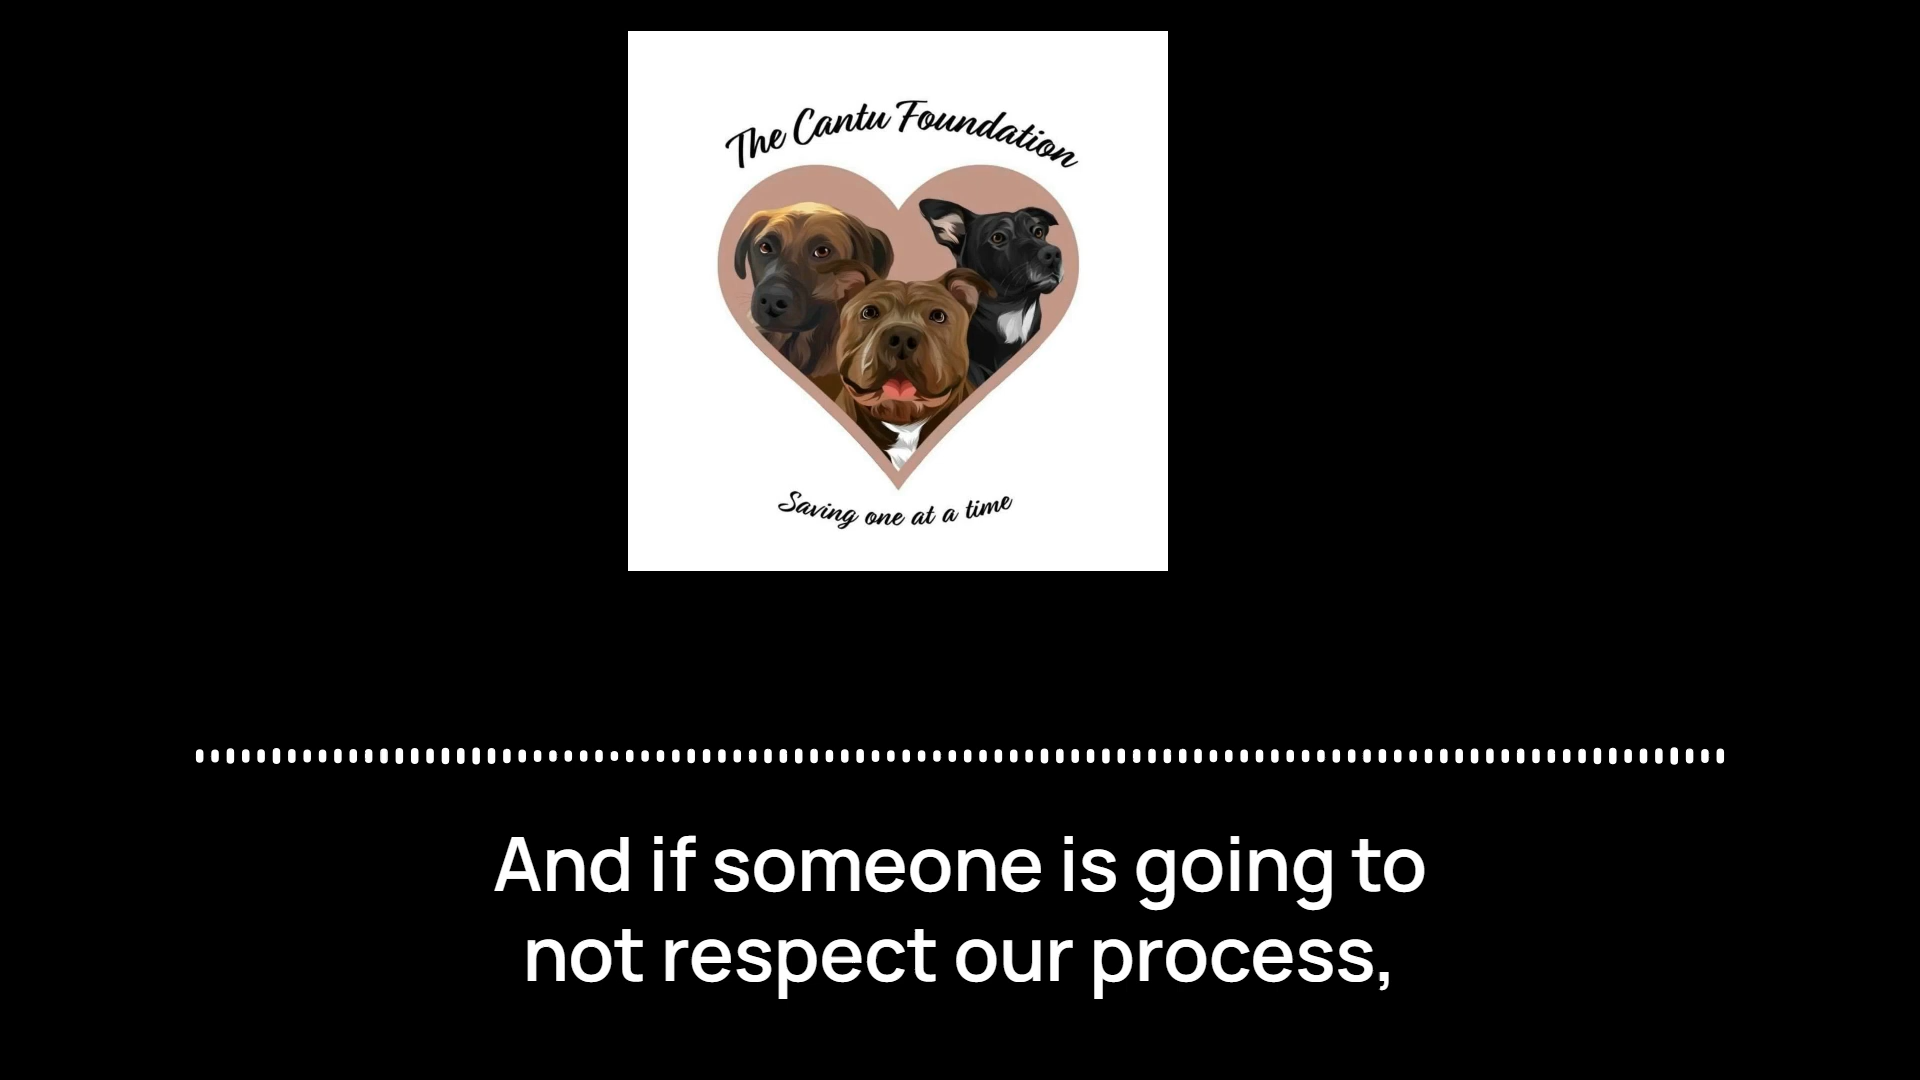 The Cantu Foundation
Saving one at a time
And if someone is going to
not respect our process,